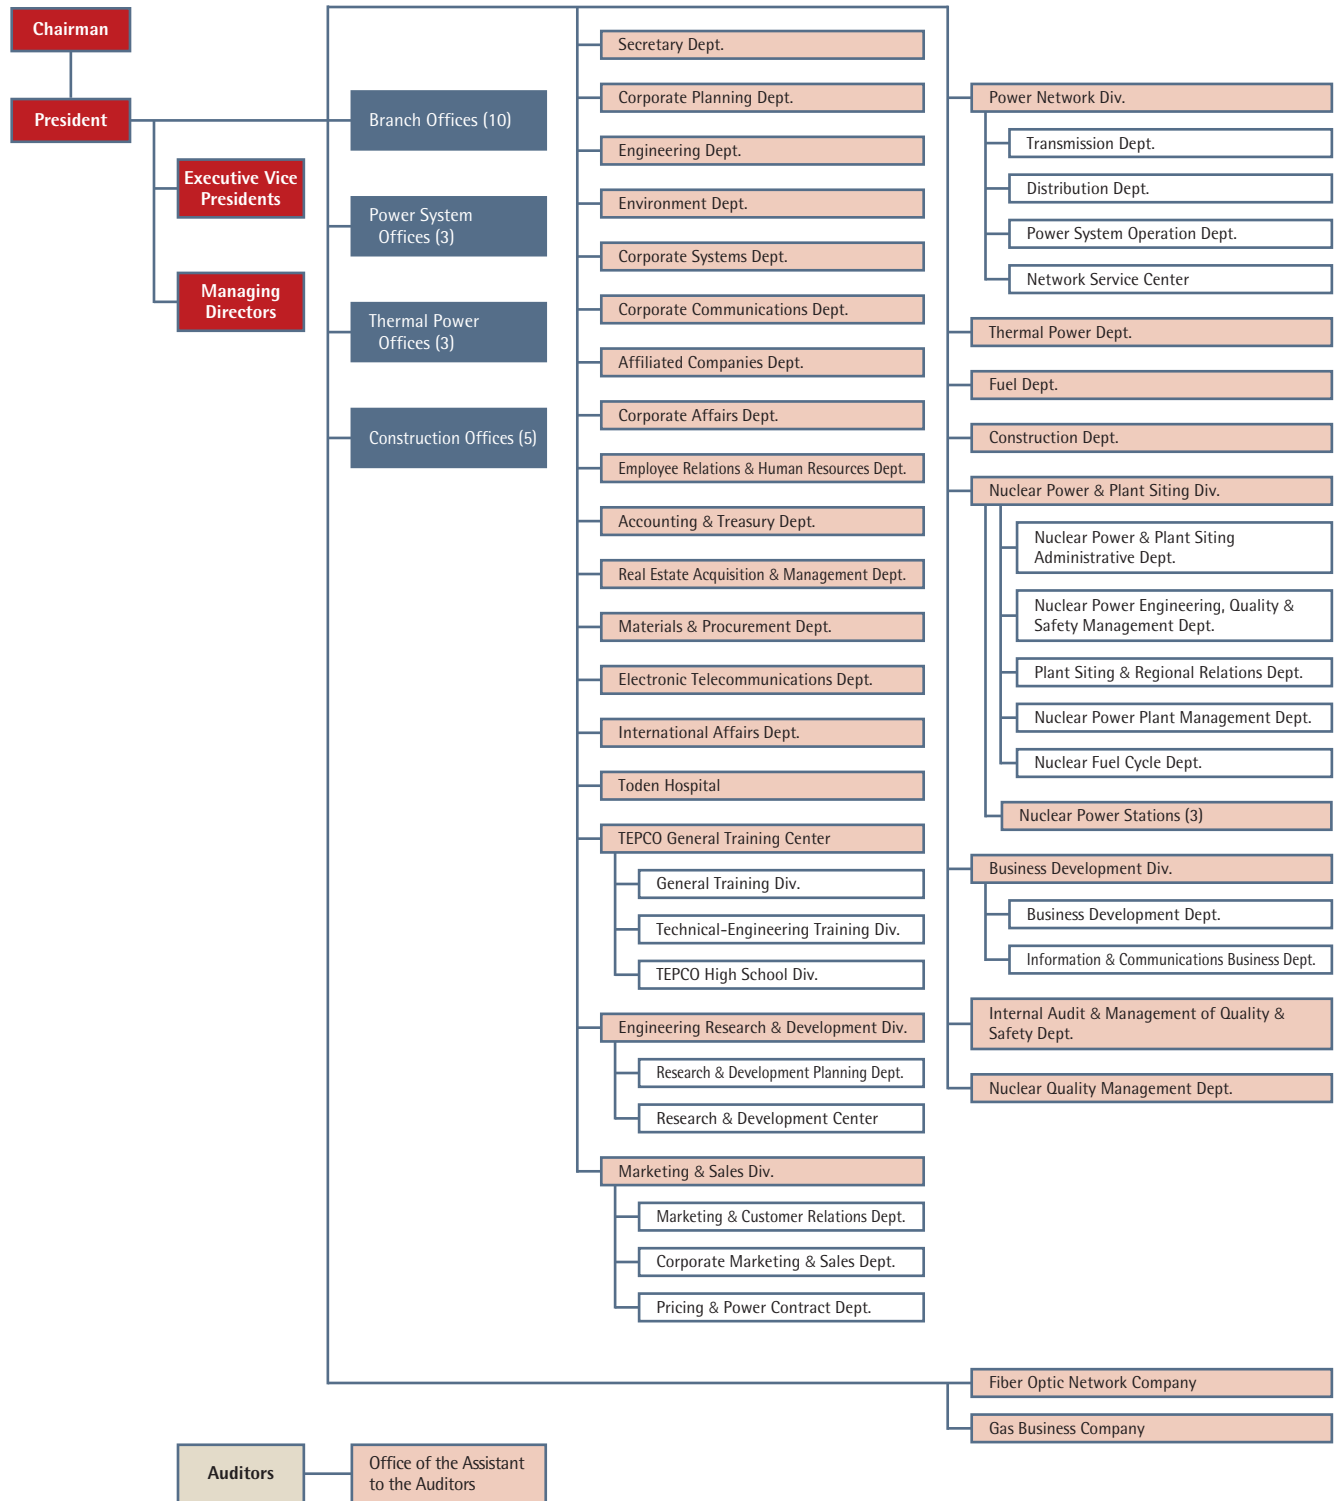 Chairman
President
Executive Vice
Presidents
Managing
Directors
Branch Offices (10)
Power System
Offices (3)
Thermal Power
Offices (3)
Construction Offices (5)
Secretary Dept.
Corporate Planning Dept.
Engineering Dept.
Environment Dept.
Corporate Systems Dept.
Corporate Communications Dept.
Affiliated Companies Dept.
Corporate Affairs Dept.
Employee Relations & Human Resources Dept.
Accounting & Treasury Dept.
Real Estate Acquisition & Management Dept.
Materials & Procurement Dept.
Electronic Telecommunications Dept.
International Affairs Dept.
Toden Hospital
TEPCO General Training Center
General Training Div.
Technical-Engineering Training Div.
TEPCO High School Div.
Engineering Research & Development Div.
Research & Development Planning Dept.
Research & Development Center
Marketing & Sales Div.
Marketing & Customer Relations Dept.
Corporate Marketing & Sales Dept.
Pricing & Power Contract Dept.
Power Network Div.
Transmission Dept.
Distribution Dept.
Power System Operation Dept.
Network Service Center
Thermal Power Dept.
Fuel Dept.
Construction Dept.
Nuclear Power & Plant Siting Div.
Nuclear Power & Plant Siting
Administrative Dept.
Nuclear Power Engineering, Quality &
Safety Management Dept.
Plant Siting & Regional Relations Dept.
Nuclear Power Plant Management Dept.
Nuclear Fuel Cycle Dept.
Nuclear Power Stations (3)
Business Development Div.
Business Development Dept.
Information & Communications Business Dept.
Internal Audit & Management of Quality &
Safety Dept.
Nuclear Quality Management Dept.
Fiber Optic Network Company
Gas Business Company
Auditors
Office of the Assistant
to the Auditors